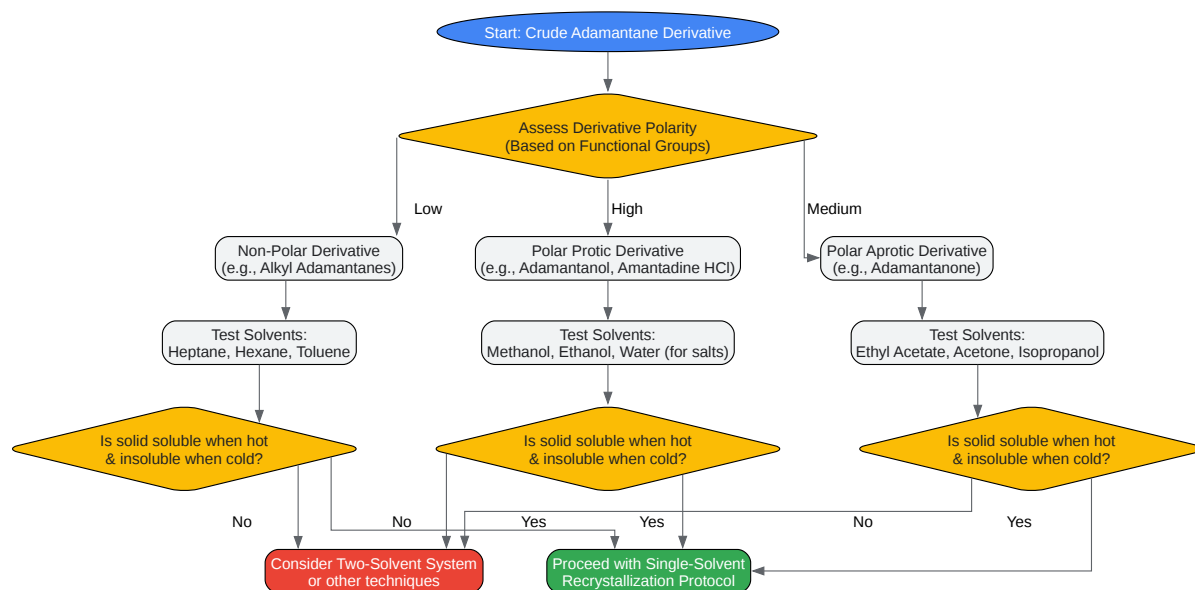 Start: Crude Adamantane Derivative
Assess Derivative Polarity
(Based on Functional Groups)
Low
High
Medium
Non-Polar Derivative
(e.g., Alkyl Adamantanes)
Polar Protic Derivative
(e.g., Adamantanol, Amantadine HCl)
Polar Aprotic Derivative
(e.g., Adamantanone)
Test Solvents:
Heptane, Hexane, Toluene
Test Solvents:
Methanol, Ethanol, Water (for salts)
Test Solvents:
Ethyl Acetate, Acetone, Isopropanol
Is solid soluble when hot
& insoluble when cold?
Is solid soluble when hot
& insoluble when cold?
Is solid soluble when hot
& insoluble when cold?
No
No
Yes
Yes
No
Yes
Consider Two-Solvent System
or other techniques
Proceed with Single-Solvent
Recrystallization Protocol